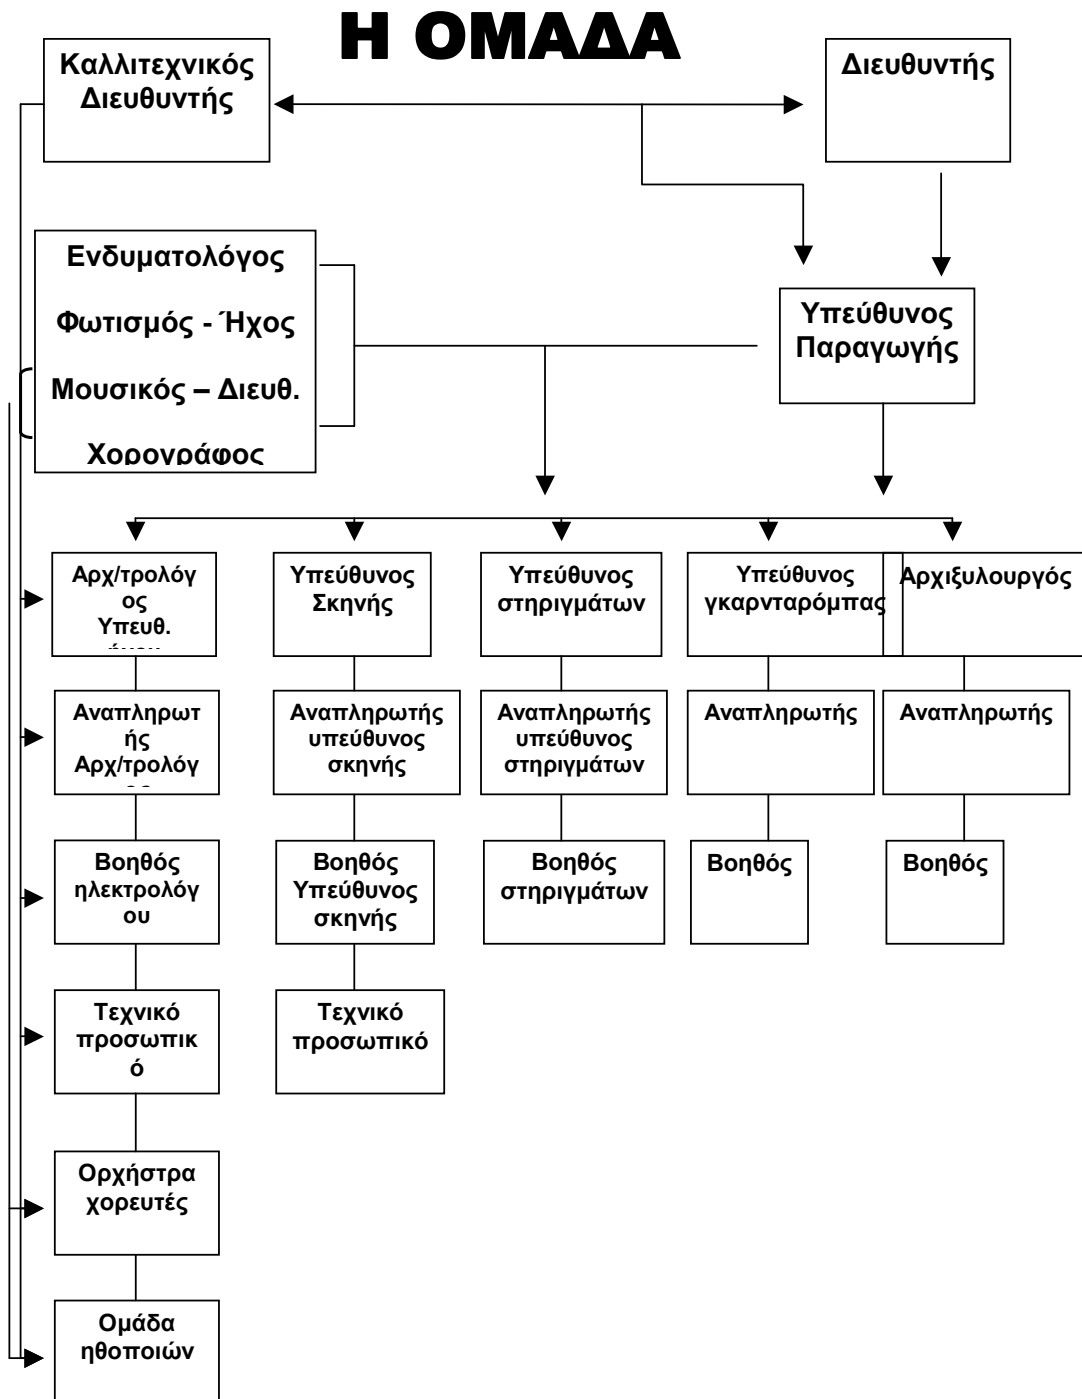 Η ΟΜΑΔΑ
Καλλιτεχνικός
Διευθυντής
Διευθυντής
Ενδυματολόγος
Φωτισμός - Ήχος
Μουσικός – Διευθ.
Χορογράφος
Υπεύθυνος
Παραγωγής
Αρχ/τρολόγ
ος
Υπευθ.
Υπεύθυνος
Σκηνής
Υπεύθυνος
στηριγμάτων
Υπεύθυνος
γκαρνταρόμπας
Αρχιξυλουργός
Αναπληρωτ
ής
Αρχ/τρολόγ
Αναπληρωτής
υπεύθυνος
σκηνής
Αναπληρωτής
υπεύθυνος
στηριγμάτων
Αναπληρωτής
Αναπληρωτής
Βοηθός
ηλεκτρολόγ
ου
Βοηθός
Υπεύθυνος
σκηνής
Βοηθός
στηριγμάτων
Βοηθός
Βοηθός
Τεχνικό
προσωπικ
ό
Τεχνικό
προσωπικό
Ορχήστρα
χορευτές
Ομάδα
ηθοποιών